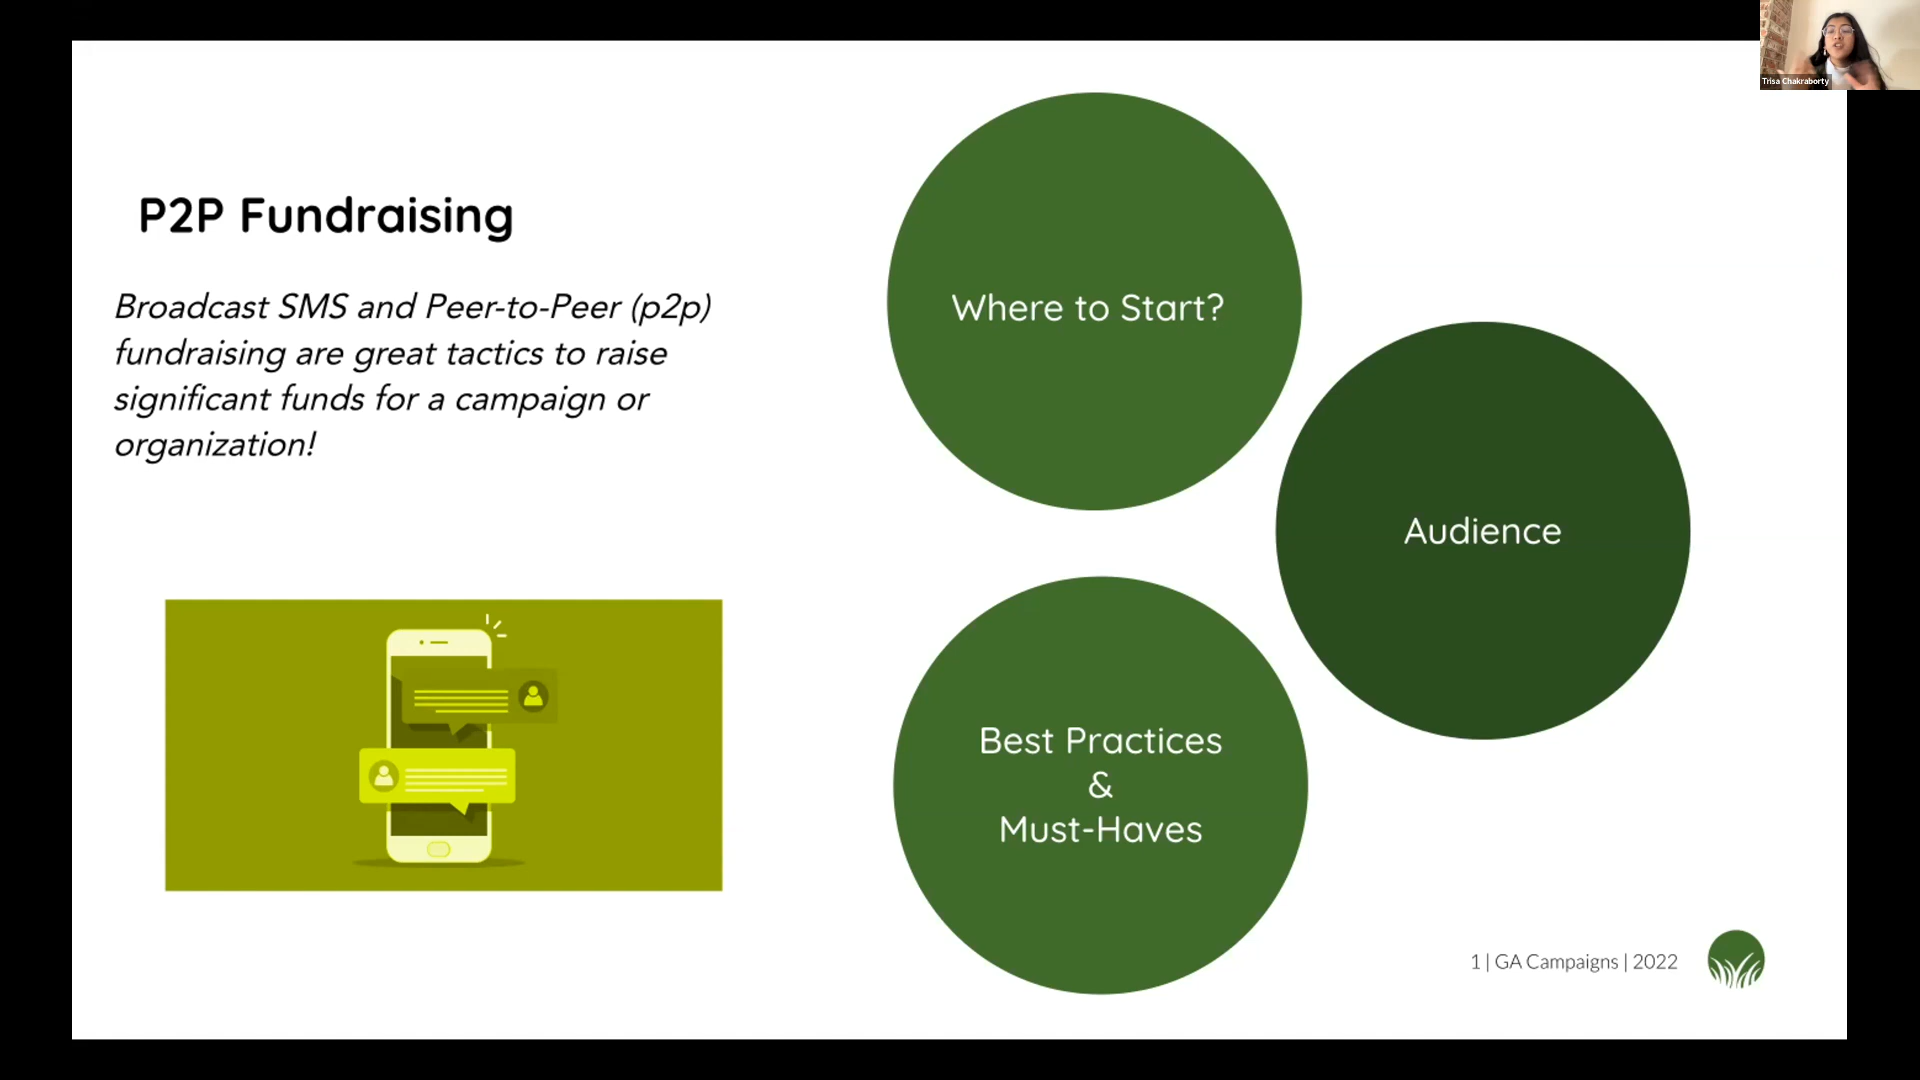 Trisa Chakraborty
P2P Fundraising
Broadcast SMS and Peer-to-Peer (p2p)
fundraising are great tactics to raise
significant funds for a campaign or
organization!
Where to Start?
Audience
Best Practices
&
Must-Haves
1 | GA Campaigns | 2022